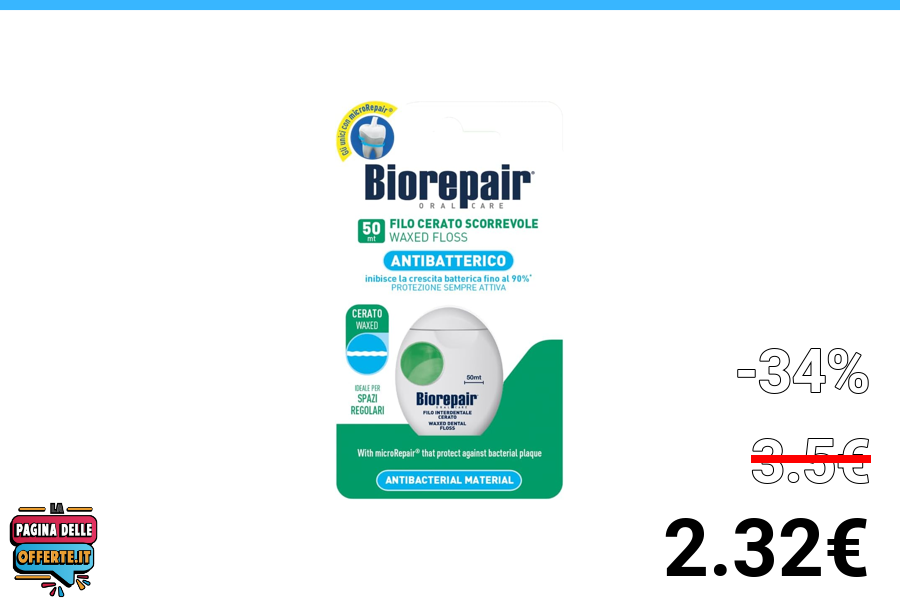 Gli unici con microRepair®
Biorepair®
ORAL CARE
50 mt
FILO CERATO SCORREVOLE
WAXED FLOSS
ANTIBATTERICO
inibisce la crescita batterica fino al 90%*
PROTEZIONE SEMPRE ATTIVA
CERATO
WAXED
IDEALE PER
SPAZI
REGOLARI
50mt
Biorepair
ORAL CARE
FILO INTERDENTALE
CERATO
WAXED DENTAL
FLOSS
With microRepair® that protect against bacterial plaque
ANTIBACTERIAL MATERIAL
-34%
3.5€
2.32€
LA
PAGINA DELLE
OFFERTE.IT